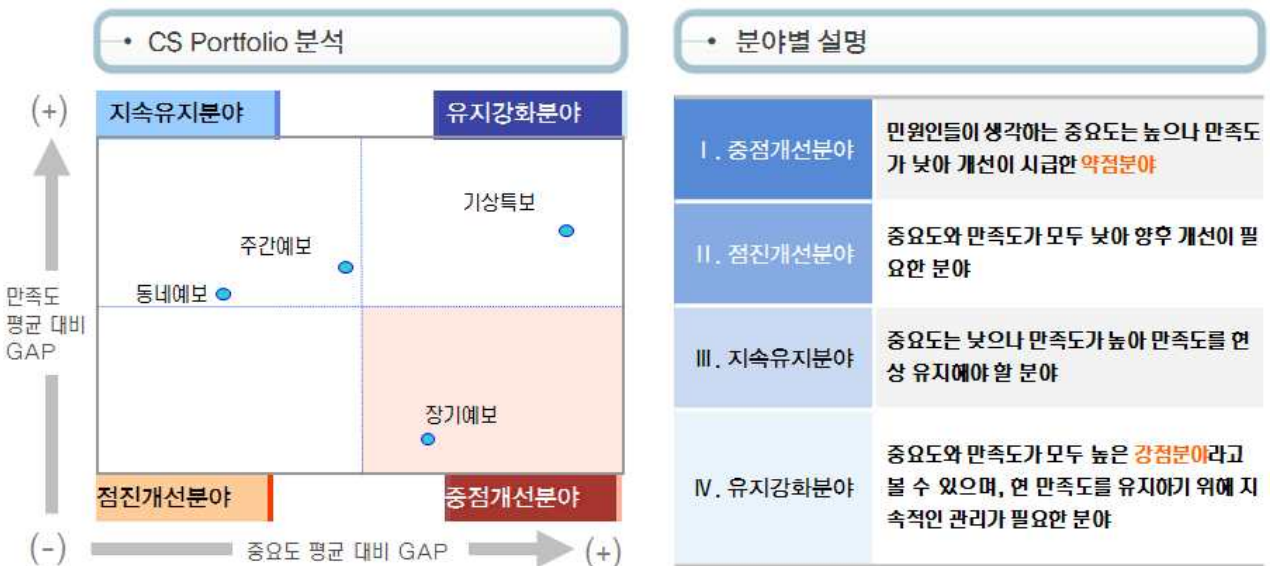 • CS Portfolio 분석
(+)
지속유지분야
유지강화분야
기상특보
주간예보
동네예보
만족도
평균 대비
GAP
장기예보
점진개선분야
중점개선분야
(-)
중요도 평균 대비 GAP
(+)
• 분야별 설명
Ⅰ. 중점개선분야
민원인들이 생각하는 중요도는 높으나 만족도
가 낮아 개선이 시급한 약점분야
Ⅱ. 점진개선분야
중요도와 만족도가 모두 낮아 향후 개선이 필
요한 분야
Ⅲ. 지속유지분야
중요도는 낮으나 만족도가 높아 만족도를 현
상 유지해야 할 분야
Ⅳ. 유지강화분야
중요도와 만족도가 모두 높은 강점분야라고
볼 수 있으며, 현 만족도를 유지하기 위해 지
속적인 관리가 필요한 분야